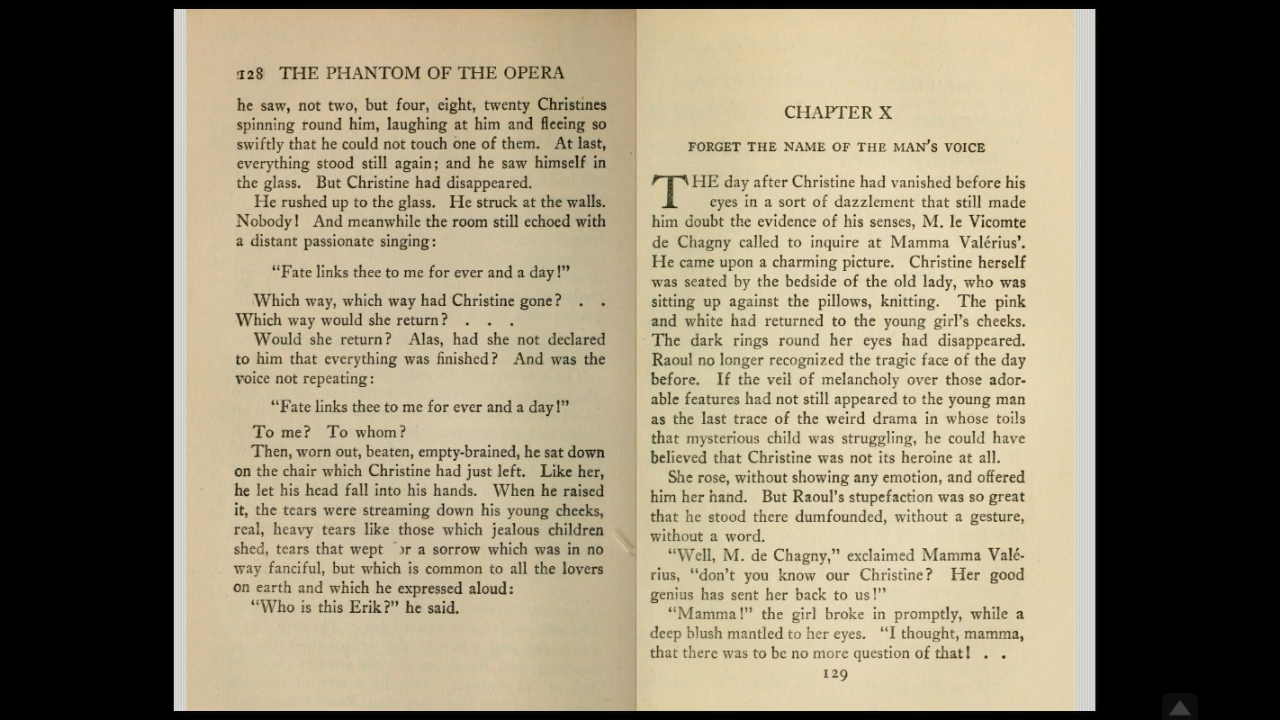 128 THE PHANTOM OF THE OPERA
he saw, not two, but four, eight, twenty Christines
spinning round him, laughing at him and fleeing so
swiftly that he could not touch one of them. At last,
everything stood still again; and he saw himself in
the glass. But Christine had disappeared.
He rushed up to the glass. He struck at the walls.
Nobody! And meanwhile the room still echoed with
a distant passionate singing:
"Fate links thee to me for ever and a day!"
Which way, which way had Christine gone? . .
Which way would she return? . . .
Would she return? Alas, had she not declared
to him that everything was finished? And was the
voice not repeating:
"Fate links thee to me for ever and a day!"
To me? To whom?
Then, worn out, beaten, empty-brained, he sat down
on the chair which Christine had just left. Like her,
he let his head fall into his hands. When he raised
it, the tears were streaming down his young cheeks,
real, heavy tears like those which jealous children
shed, tears that wept a sorrow which was in no
way fanciful, but which is common to all the lovers
on earth and which he expressed aloud:
"Who is this Erik?" he said.
CHAPTER X
FORGET THE NAME OF THE MAN'S VOICE
THE day after Christine had vanished before his
eyes in a sort of dazzlement that still made
him doubt the evidence of his senses, M. le Vicomte
de Chagny called to inquire at Mamma Valérius'.
He came upon a charming picture. Christine herself
was seated by the bedside of the old lady, who was
sitting up against the pillows, knitting. The pink
and white had returned to the young girl's cheeks.
The dark rings round her eyes had disappeared.
Raoul no longer recognized the tragic face of the day
before. If the veil of melancholy over those ador-
able features had not still appeared to the young man
as the last trace of the weird drama in whose toils
that mysterious child was struggling, he could have
believed that Christine was not its heroine at all.
She rose, without showing any emotion, and offered
him her hand. But Raoul's stupefaction was so great
that he stood there dumfounded, without a gesture,
without a word.
"Well, M. de Chagny," exclaimed Mamma Valé-
rius, "don't you know our Christine? Her good
genius has sent her back to us!"
"Mamma!" the girl broke in promptly, while a
deep blush mantled to her eyes. "I thought, mamma,
that there was to be no more question of that! . .
129